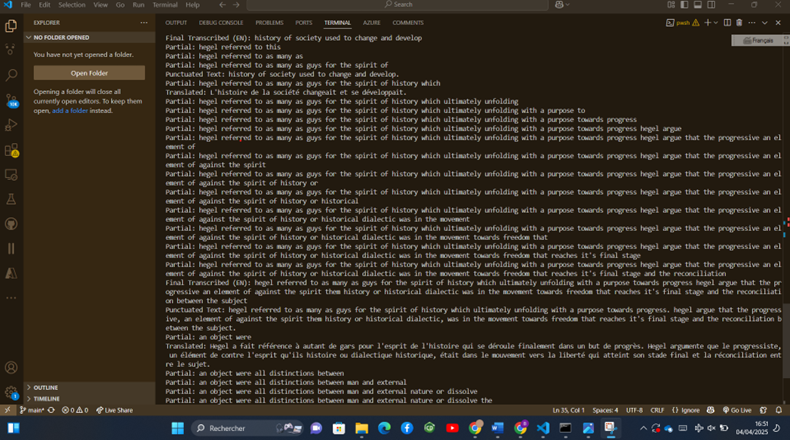 File Edit Selection View Go Run Terminal Help
Search
EXPLORER
OUTPUT DEBUG CONSOLE PROBLEMS PORTS TERMINAL AZURE COMMENTS
pwsh
NO FOLDER OPENED
Français
You have not yet opened a folder.
Open Folder
Opening a folder will close all
currently open editors. To keep them
open, add a folder instead.
Final Transcribed (EN): history of society used to change and develop
Partial: hegel referred to this
Partial: hegel referred to as many as
Partial: hegel referred to as many as guys for the spirit of
Punctuated Text: history of society used to change and develop.
Partial: hegel referred to as many as guys for the spirit of history which
Translated: L'histoire de la société changeait et se développait.
Partial: hegel referred to as many as guys for the spirit of history which ultimately unfolding
Partial: hegel referred to as many as guys for the spirit of history which ultimately unfolding with a purpose to
Partial: hegel referred to as many as guys for the spirit of history which ultimately unfolding with a purpose towards progress
Partial: hegel referred to as many as guys for the spirit of history which ultimately unfolding with a purpose towards progress hegel argue
Partial: hegel referred to as many as guys for the spirit of history which ultimately unfolding with a purpose towards progress hegel argue that the progressive an el
ement of
Partial: hegel referred to as many as guys for the spirit of history which ultimately unfolding with a purpose towards progress hegel argue that the progressive an el
ement of against the spirit
Partial: hegel referred to as many as guys for the spirit of history which ultimately unfolding with a purpose towards progress hegel argue that the progressive an el
ement of against the spirit of history or
Partial: hegel referred to as many as guys for the spirit of history which ultimately unfolding with a purpose towards progress hegel argue that the progressive an el
ement of against the spirit of history or historical
Partial: hegel referred to as many as guys for the spirit of history which ultimately unfolding with a purpose towards progress hegel argue that the progressive an el
ement of against the spirit of history or historical dialectic was in the movement
Partial: hegel referred to as many as guys for the spirit of history which ultimately unfolding with a purpose towards progress hegel argue that the progressive an el
ement of against the spirit of history or historical dialectic was in the movement towards freedom that
Partial: hegel referred to as many as guys for the spirit of history which ultimately unfolding with a purpose towards progress hegel argue that the progressive an el
ement of against the spirit of history or historical dialectic was in the movement towards freedom that reaches it's final stage
Partial: hegel referred to as many as guys for the spirit of history which ultimately unfolding with a purpose towards progress hegel argue that the progressive an el
ement of against the spirit of history or historical dialectic was in the movement towards freedom that reaches it's final stage and the reconciliation
Final Transcribed (EN): hegel referred to as many as guys for the spirit of history which ultimately unfolding with a purpose towards progress hegel argue that the pr
ogressive an element of against the spirit them history or historical dialectic was in the movement towards freedom that reaches it's final stage and the reconciliati
on between the subject
Punctuated Text: hegel referred to as many as guys for the spirit of history which ultimately unfolding with a purpose towards progress. hegel argue that the progress
ive, an element of against the spirit them history or historical dialectic, was in the movement towards freedom that reaches it's final stage and the reconciliation b
etween the subject.
Partial: an object were
Translated: Hegel a fait référence à autant de gars pour l'esprit de l'histoire qui se déroule finalement dans un but de progrès. Hegel argumente que le progressiste,
un élément de contre l'esprit qu'ils histoire ou dialectique historique, était dans le mouvement vers la liberté qui atteint son stade final et la réconciliation ent
re le sujet.
Partial: an object were all distinctions between
Partial: an object were all distinctions between man and external
Partial: an object were all distinctions between man and external nature or dissolve
Partial: an object were all distinctions between man and external nature or dissolve the
OUTLINE
TIMELINE
main* 0 0 Live Share
Ln 35, Col 1 Spaces: 4 UTF-8 CRLF {} Ignore Go Live Prettier
Rechercher
16:51
04/04/2025